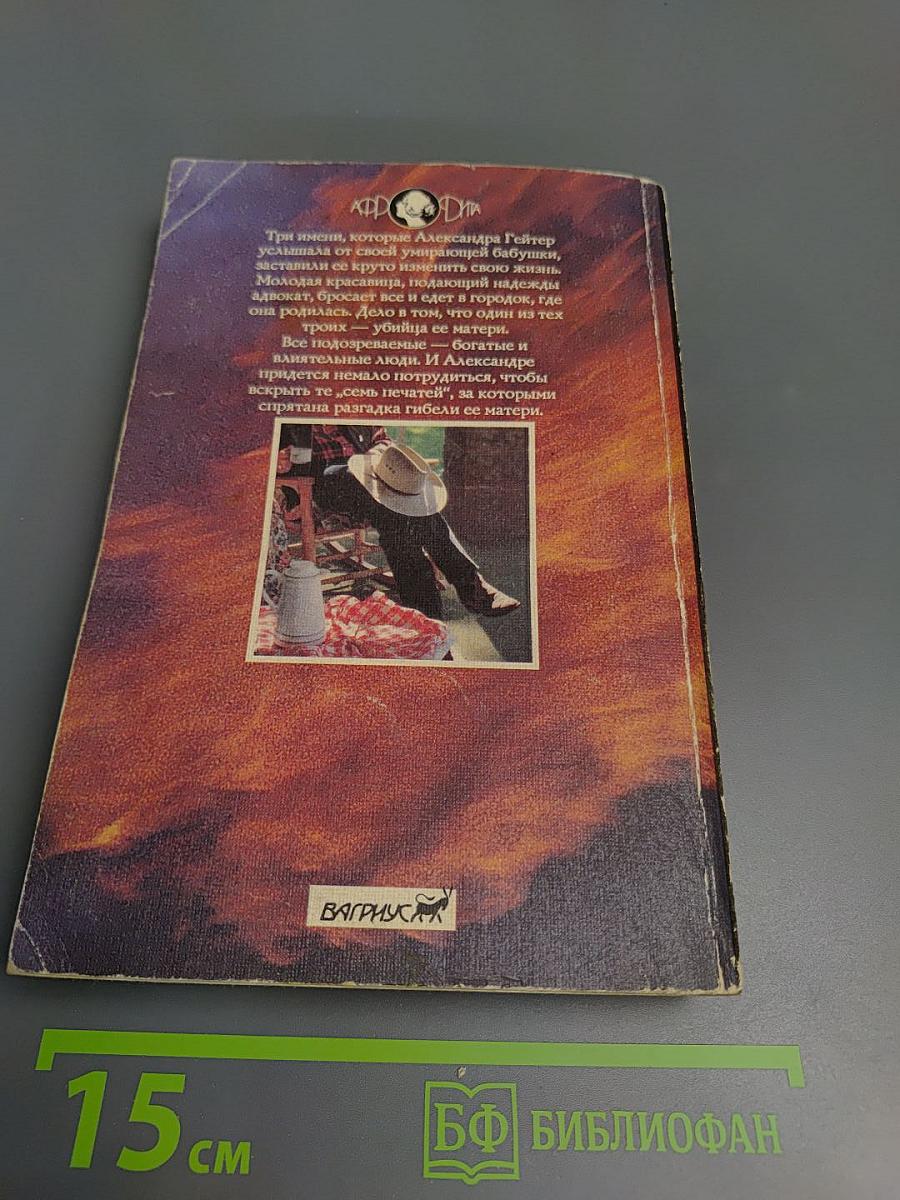 АФРОДИТА
Три имени, которые Александра Гейтер
услышала от своей умирающей бабушки,
заставили ее круто изменить свою жизнь.
Молодая красавица, подающий надежды
адвокат, бросает все и едет в городок, где
она родилась. Дело в том, что один из тех
троих — убийца ее матери.
Все подозреваемые — богатые и
влиятельные люди. И Александре
придется немало потрудиться, чтобы
вскрыть те „семь печатей“, за которыми
спрятана разгадка гибели ее матери.
ВАГРИУС
15 см
БФ БИБЛИОФАН